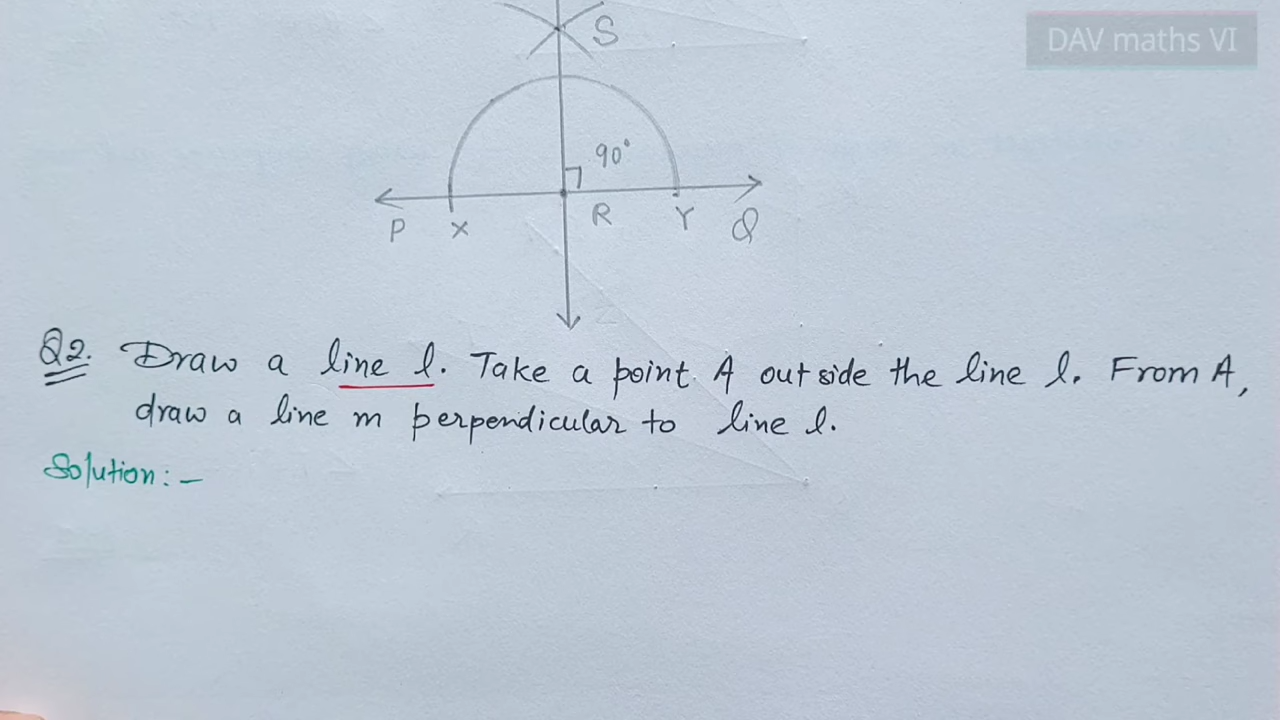 DAV maths VI
S
90°
P X R Y Q
Q2. Draw a line l. Take a point A outside the line l. From A,
draw a line m perpendicular to line l.
Solution:-